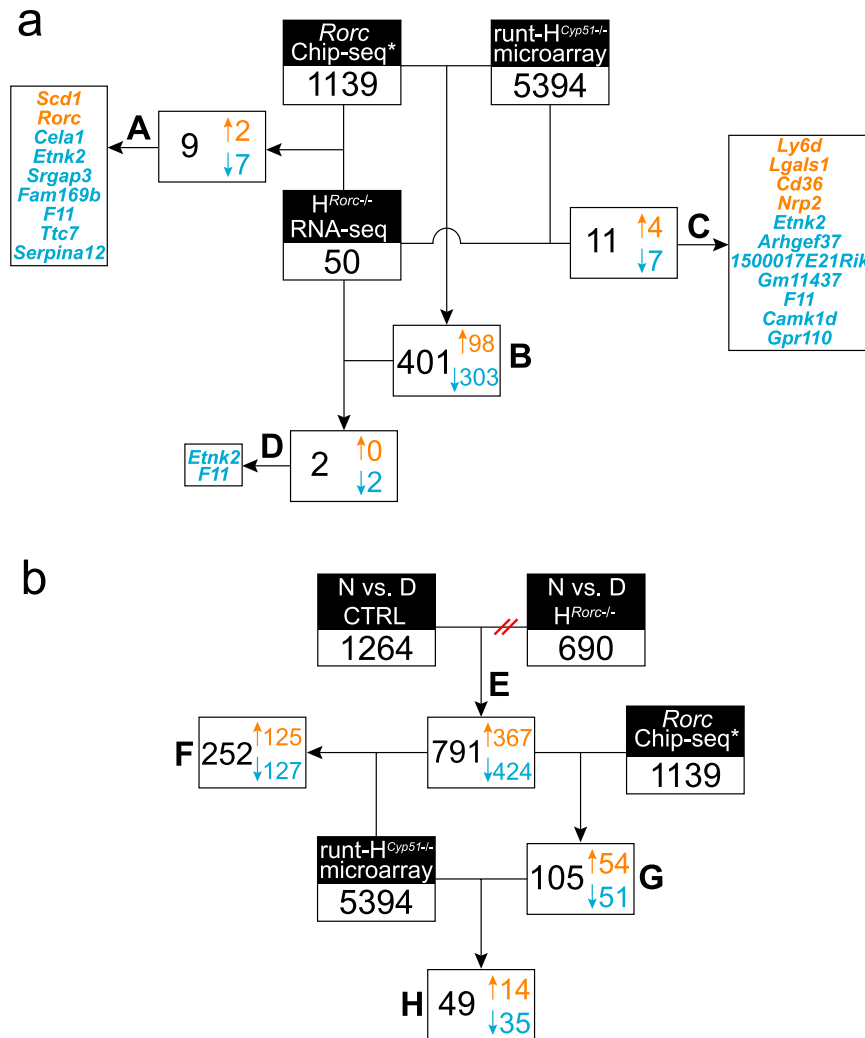 a
Rorc
Chip-seq*
1139
runt-HCyp51-/-
microarray
5394
Scd1
Rorc
Cela1
Etnk2
Srgap3
Fam169b
F11
Ttc7
Serpina12
A
9
↑2
↓7
HRorc-/-
RNA-seq
50
11
↑4
↓7
C
Ly6d
Lgals1
Cd36
Nrp2
Etnk2
Arhgef37
1500017E21Rik
Gm11437
F11
Camk1d
Gpr110
401
↑98
↓303
B
Etnk2
F11
D
2
↑0
↓2
b
N vs. D
CTRL
1264
N vs. D
HRorc-/-
690
E
F
252
↑125
↓127
791
↑367
↓424
Rorc
Chip-seq*
1139
runt-HCyp51-/-
microarray
5394
105
↑54
↓51
G
H
49
↑14
↓35